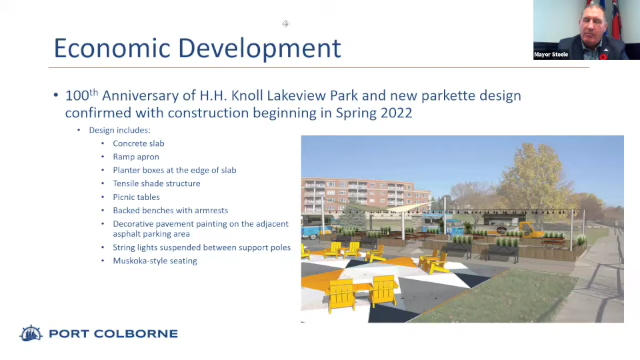 Mayor Steele
Economic Development
• 100th Anniversary of H.H. Knoll Lakeview Park and new parkette design
confirmed with construction beginning in Spring 2022
• Design includes:
• Concrete slab
• Ramp apron
• Planter boxes at the edge of slab
• Tensile shade structure
• Picnic tables
• Backed benches with armrests
• Decorative pavement painting on the adjacent
asphalt parking area
• String lights suspended between support poles
• Muskoka-style seating
PORT COLBORNE